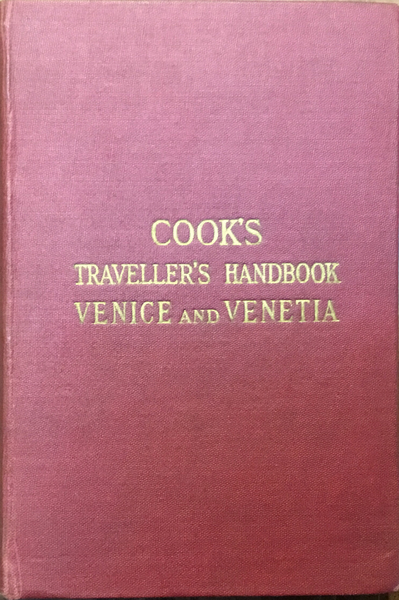 COOK'S
TRAVELLER'S HANDBOOK
VENICE AND VENETIA